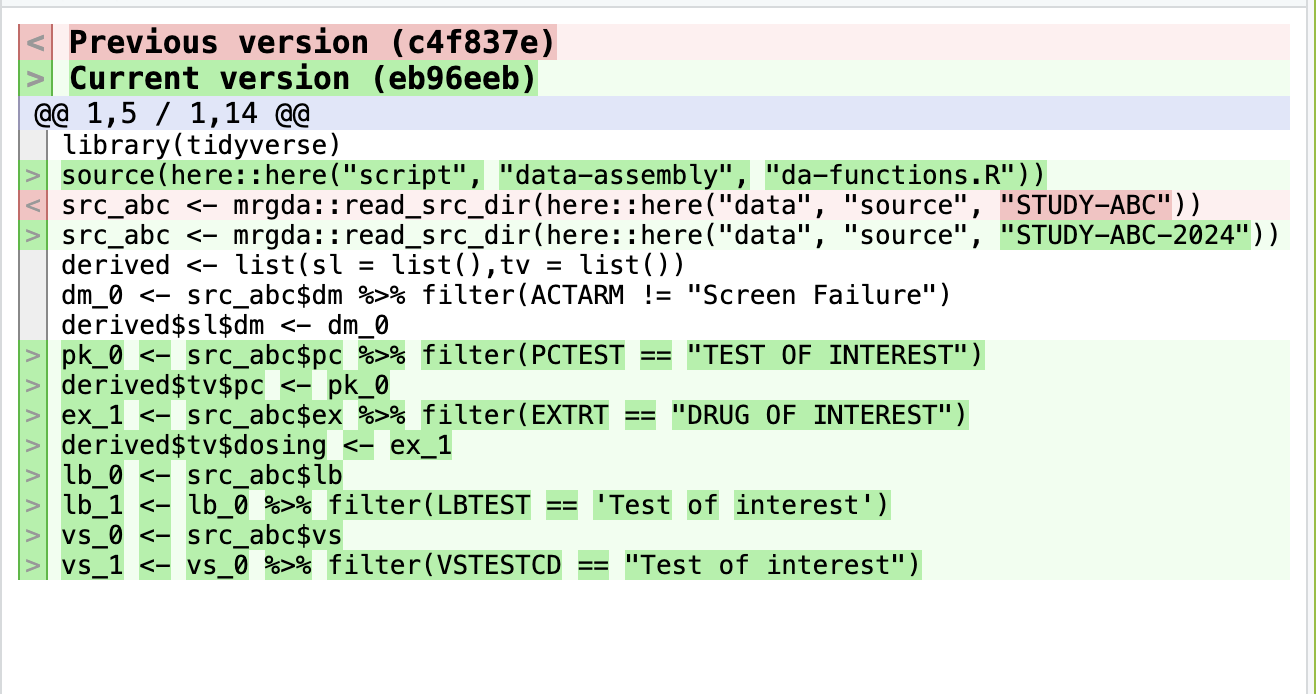 < Previous version (c4f837e)
> Current version (eb96eeb)
@@ 1,5 / 1,14 @@
library(tidyverse)
> source(here::here("script", "data-assembly", "da-functions.R"))
< src_abc <- mrgda::read_src_dir(here::here("data", "source", "STUDY-ABC"))
> src_abc <- mrgda::read_src_dir(here::here("data", "source", "STUDY-ABC-2024"))
derived <- list(sl = list(),tv = list())
dm_0 <- src_abc$dm %>% filter(ACTARM != "Screen Failure")
derived$sl$dm <- dm_0
> pk_0 <- src_abc$pc %>% filter(PCTEST == "TEST OF INTEREST")
> derived$tv$pc <- pk_0
> ex_1 <- src_abc$ex %>% filter(EXTRT == "DRUG OF INTEREST")
> derived$tv$dosing <- ex_1
> lb_0 <- src_abc$lb
> lb_1 <- lb_0 %>% filter(LBTEST == 'Test of interest')
> vs_0 <- src_abc$vs
> vs_1 <- vs_0 %>% filter(VSTESTCD == "Test of interest")